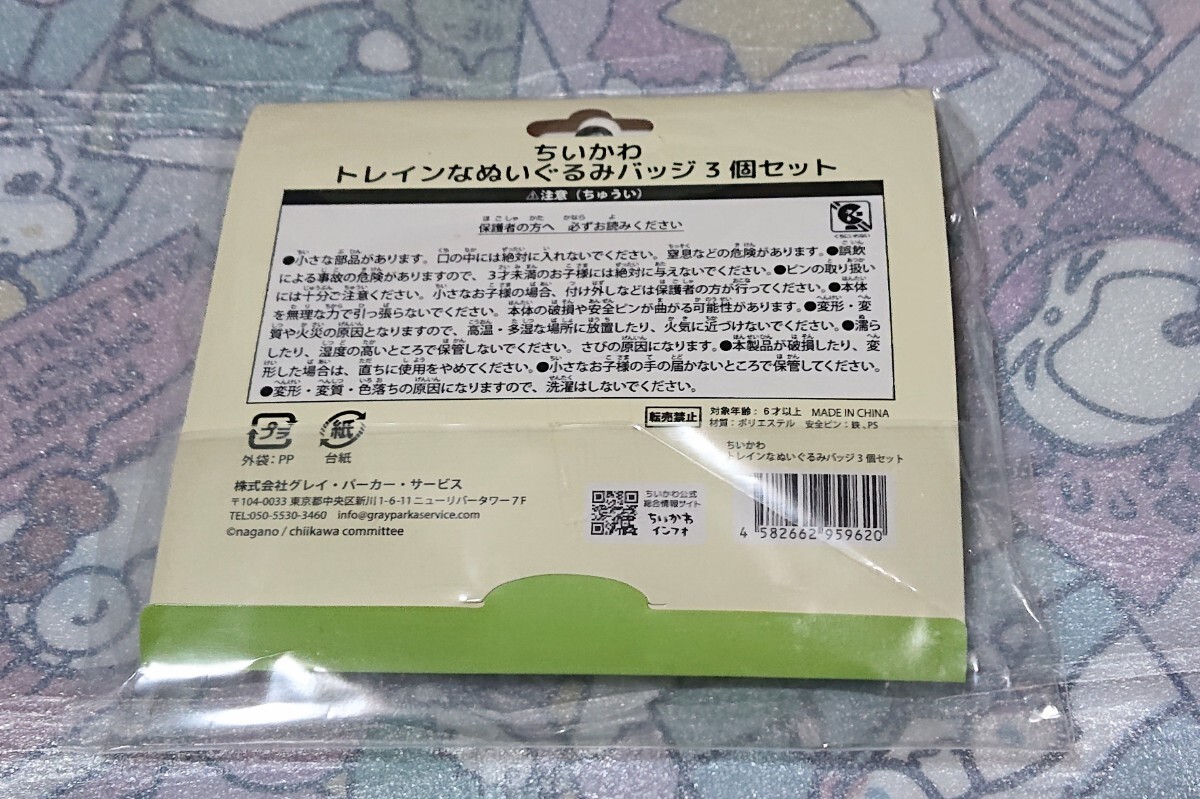 ちいかわ
トレインなぬいぐるみバッジ3個セット
⚠注意（ちゅうい）
保護者の方へ 必ずお読みください
●小さな部品があります。口の中には絶対に入れないでください。窒息などの危険があります。●誤飲
による事故の危険がありますので、3才未満のお子様には絶対に与えないでください。●ピンの取り扱い
には十分ご注意ください。小さなお子様の場合、付け外しなどは保護者の方が行ってください。●本体
を無理な力で引っ張らないでください。本体の破損や安全ピンが曲がる可能性があります。●変形・変
質や火災の原因となりますので、高温・多湿な場所に放置したり、火気に近づけないでください。●濡ら
したり、湿度の高いところで保管しないでください。さびの原因になります。●本製品が破損したり、変
形した場合は、直ちに使用をやめてください。●小さなお子様の手の届かないところで保管してください。
●変形・変質・色落ちの原因になりますので、洗濯はしないでください。
プラ
外袋：PP
紙
台紙
転売禁止
対象年齢：6才以上 MADE IN CHINA
材質：ポリエステル 安全ピン：鉄、PS
ちいかわ
トレインなぬいぐるみバッジ3個セット
株式会社グレイ・パーカー・サービス
〒104-0033 東京都中央区新川1-6-11ニューリバータワー7F
TEL:050-5530-3460 info@grayparkaservice.com
©nagano / chiikawa committee
ちいかわ公式
総合情報サイト
ちいかわ
インフォ
4 582662 959620